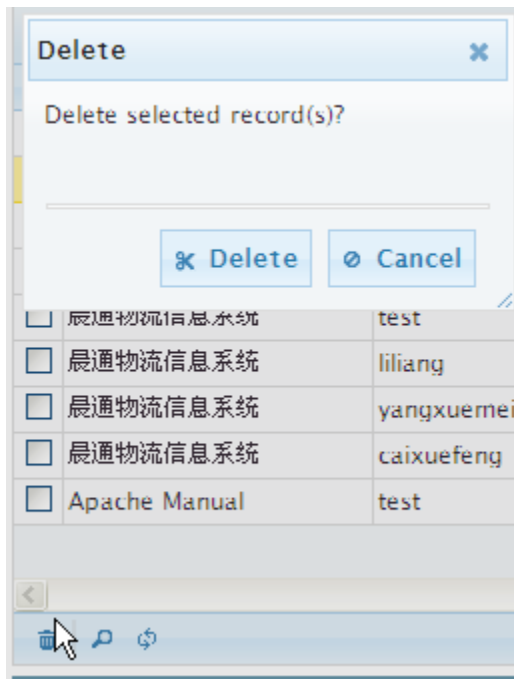 Delete
Delete selected record(s)?
Delete Cancel
晨通物流信息系统 test
晨通物流信息系统 liliang
晨通物流信息系统 yangxuemei
晨通物流信息系统 caixuefeng
Apache Manual test